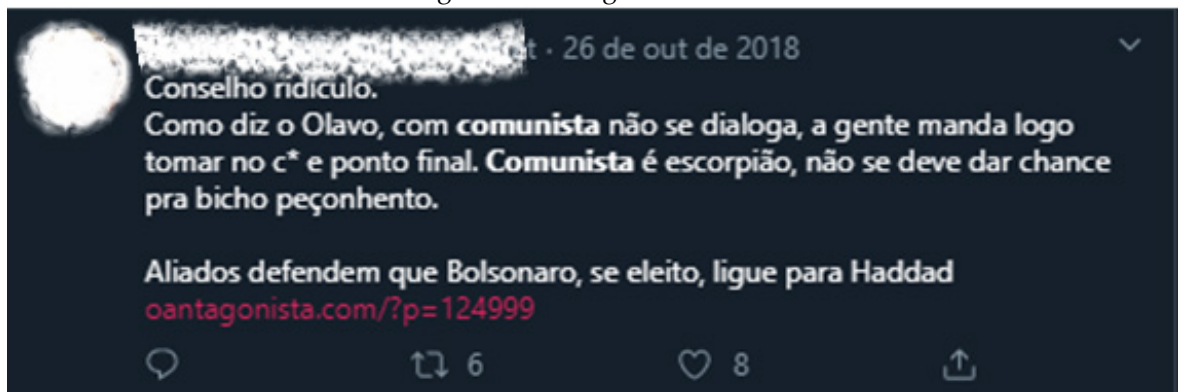 t · 26 de out de 2018
Conselho ridículo.
Como diz o Olavo, com comunista não se dialoga, a gente manda logo
tomar no c* e ponto final. Comunista é escorpião, não se deve dar chance
pra bicho peçonhento.
Aliados defendem que Bolsonaro, se eleito, ligue para Haddad
oantagonista.com/?p=124999
6 8